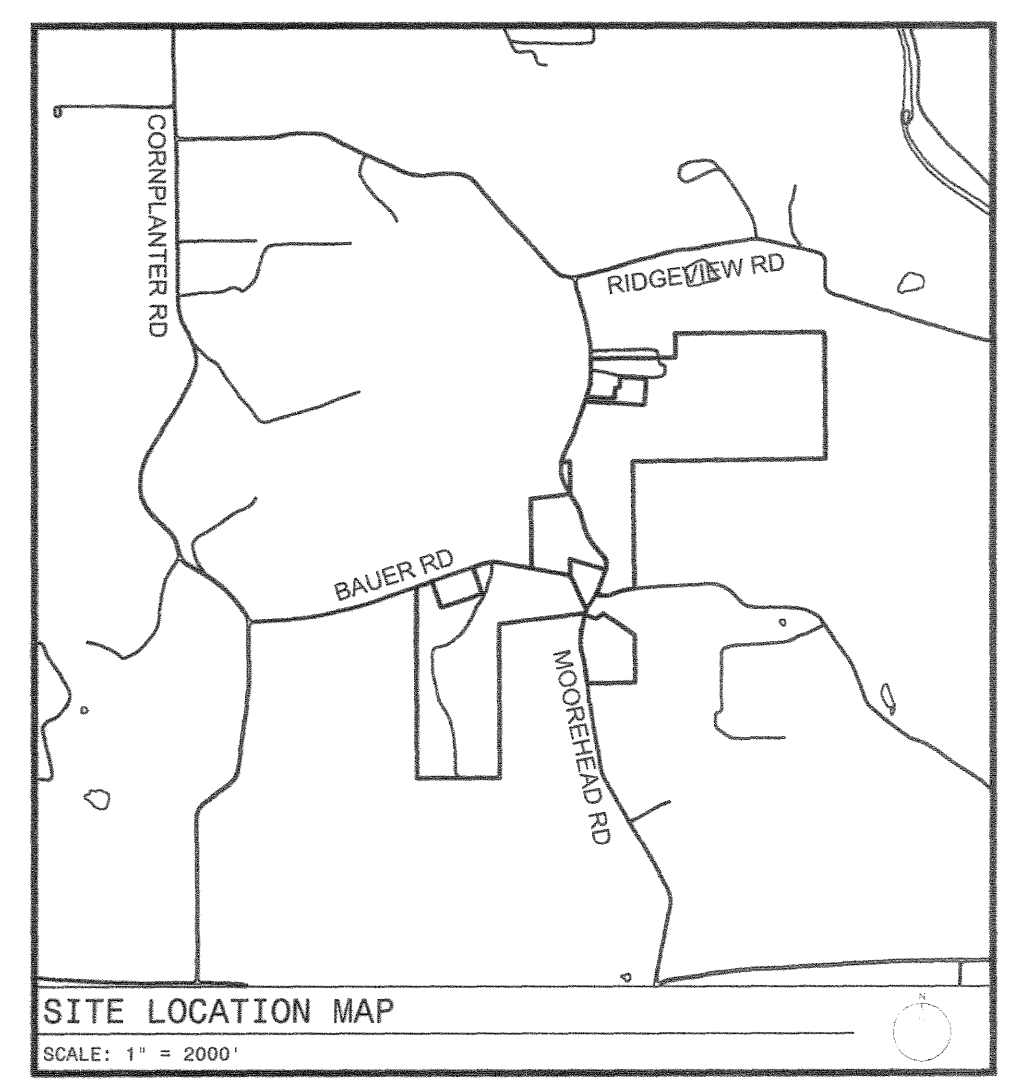 CORNPLANTER RD
RIDGEVIEW RD
BAUER RD
MOOREHEAD RD
SITE LOCATION MAP
SCALE: 1" = 2000'
N